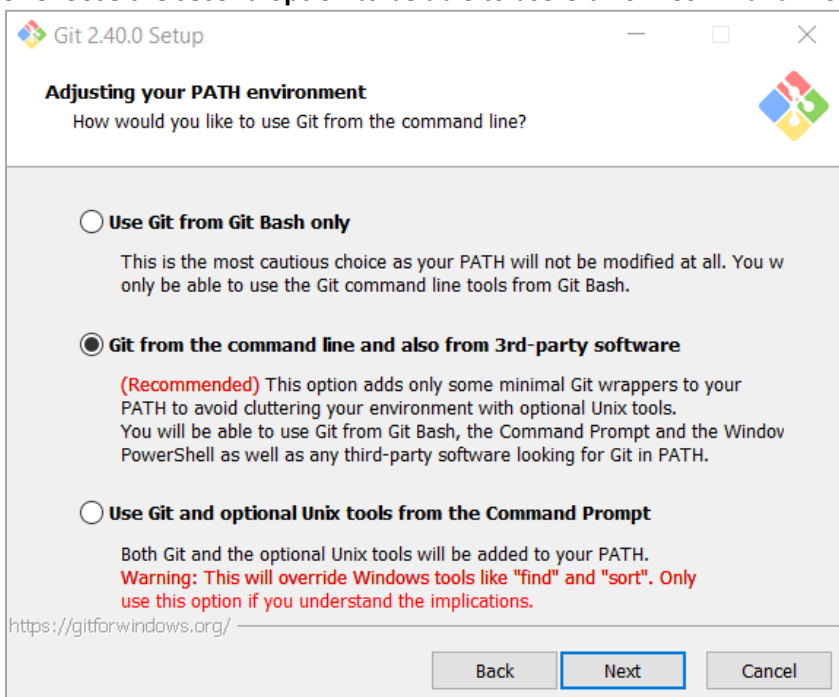 Git 2.40.0 Setup
Adjusting your PATH environment
How would you like to use Git from the command line?
Use Git from Git Bash only
This is the most cautious choice as your PATH will not be modified at all. You w
only be able to use the Git command line tools from Git Bash.
Git from the command line and also from 3rd-party software
(Recommended) This option adds only some minimal Git wrappers to your
PATH to avoid cluttering your environment with optional Unix tools.
You will be able to use Git from Git Bash, the Command Prompt and the Window
PowerShell as well as any third-party software looking for Git in PATH.
Use Git and optional Unix tools from the Command Prompt
Both Git and the optional Unix tools will be added to your PATH.
Warning: This will override Windows tools like "find" and "sort". Only
use this option if you understand the implications.
https://gitforwindows.org/
Back Next Cancel